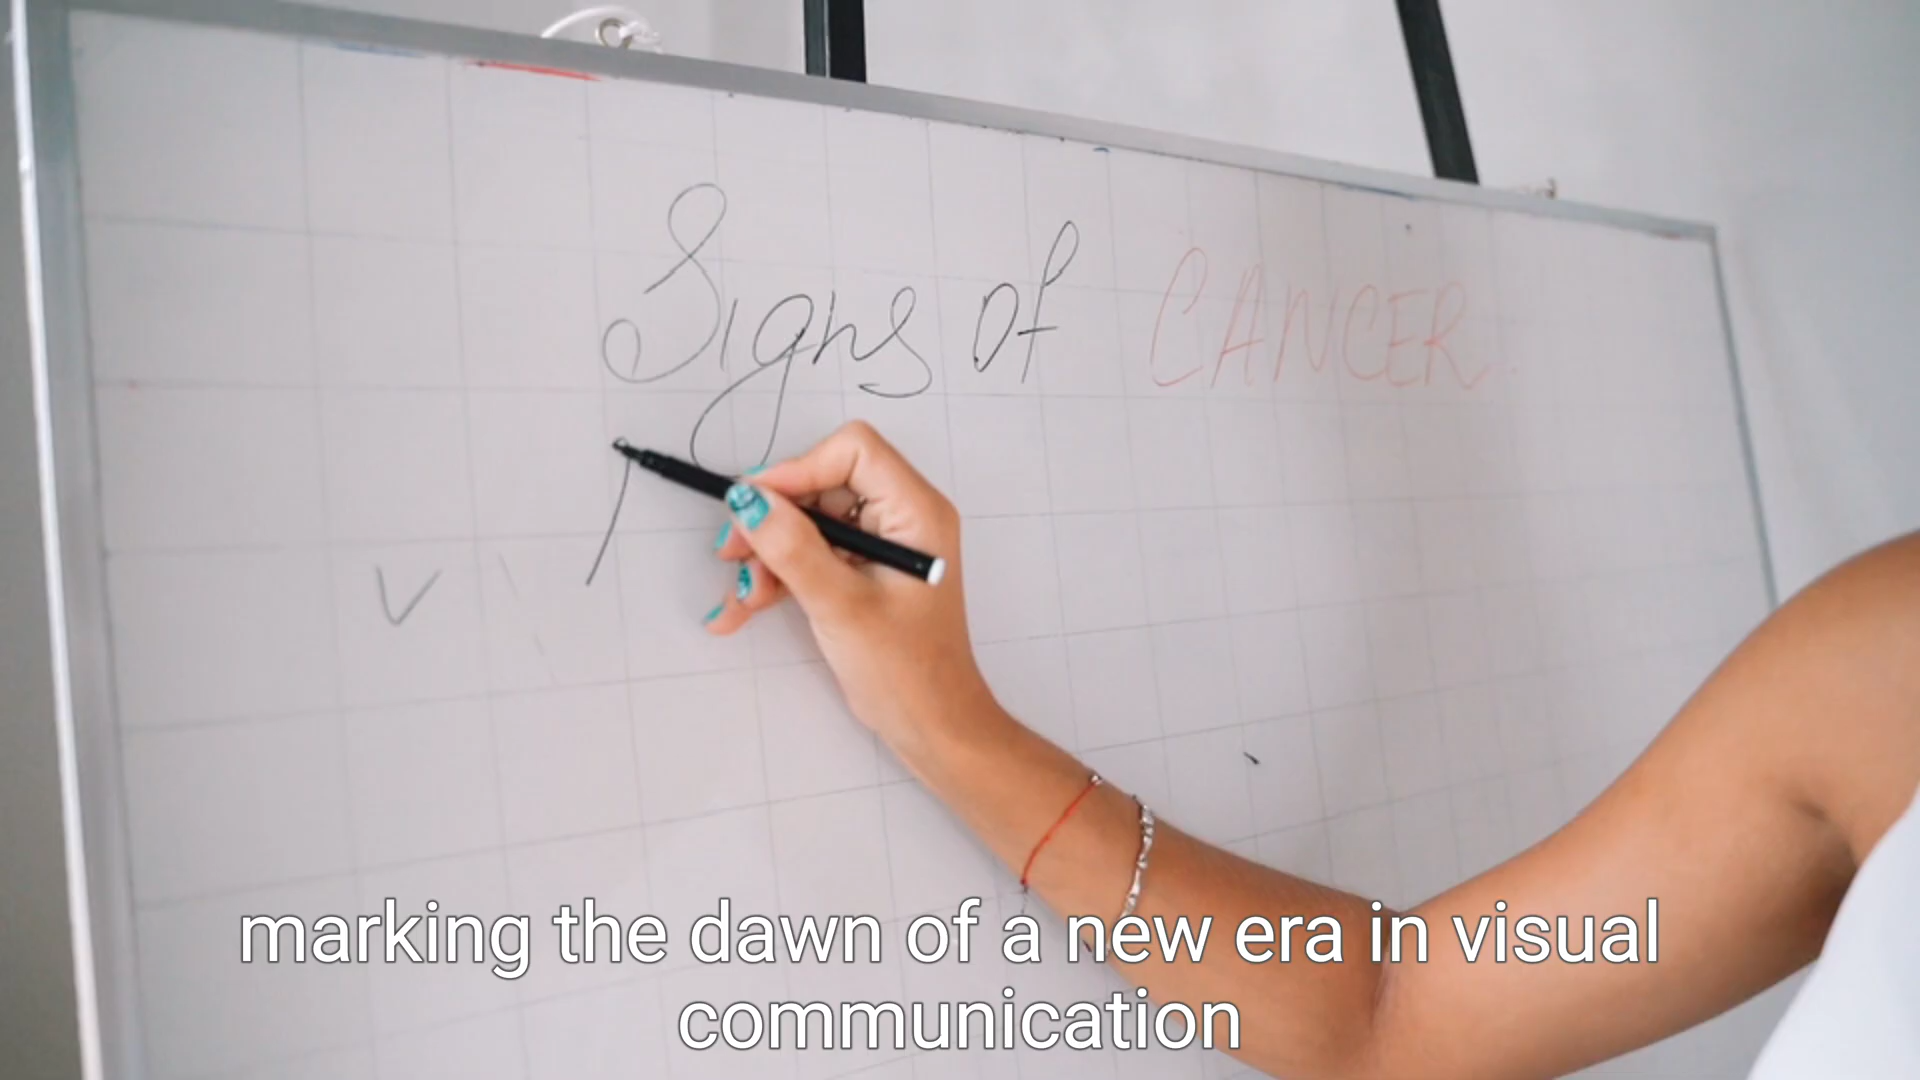 Signs of CANCER.
marking the dawn of a new era in visual
communication